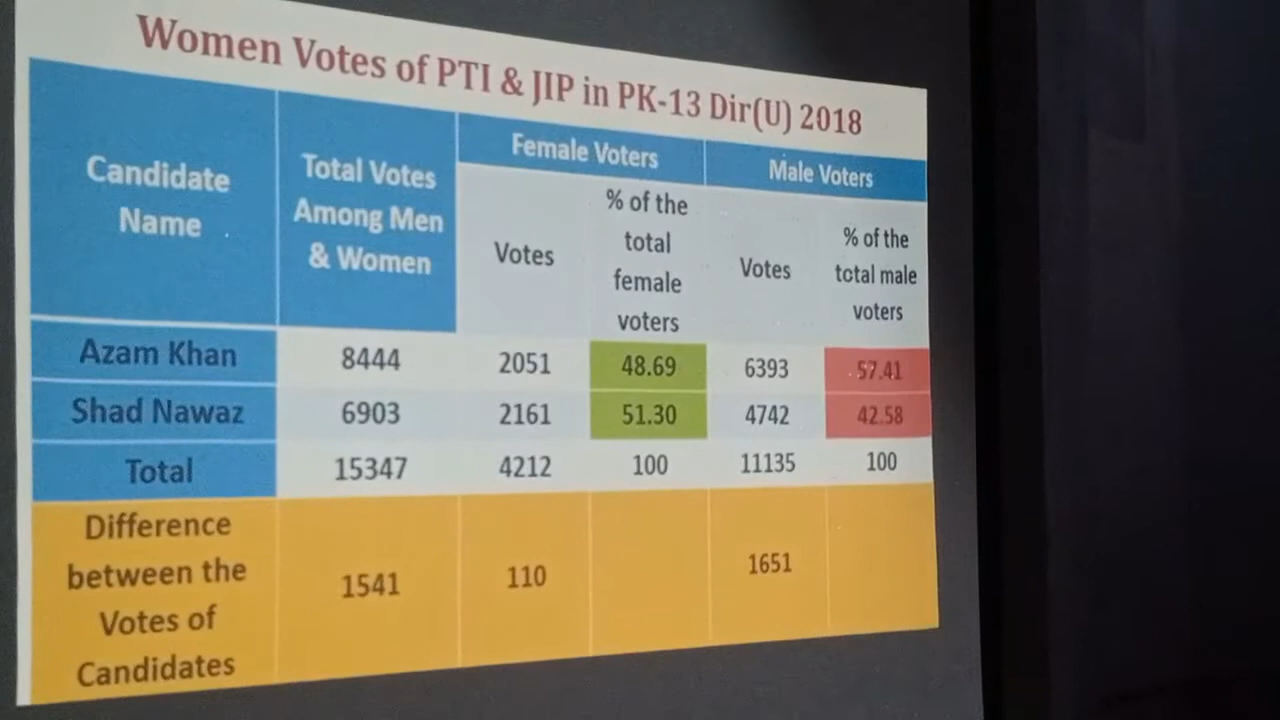 Women Votes of PTI & JIP in PK-13 Dir(U) 2018
Candidate
Name
Total Votes
Among Men
& Women
Female Voters
Male Voters
Votes
% of the
total
female
voters
Votes
% of the
total male
voters
Azam Khan 8444 2051 48.69 6393 57.41
Shad Nawaz 6903 2161 51.30 4742 42.58
Total 15347 4212 100 11135 100
Difference
between the
Votes of
Candidates
1541 110 1651